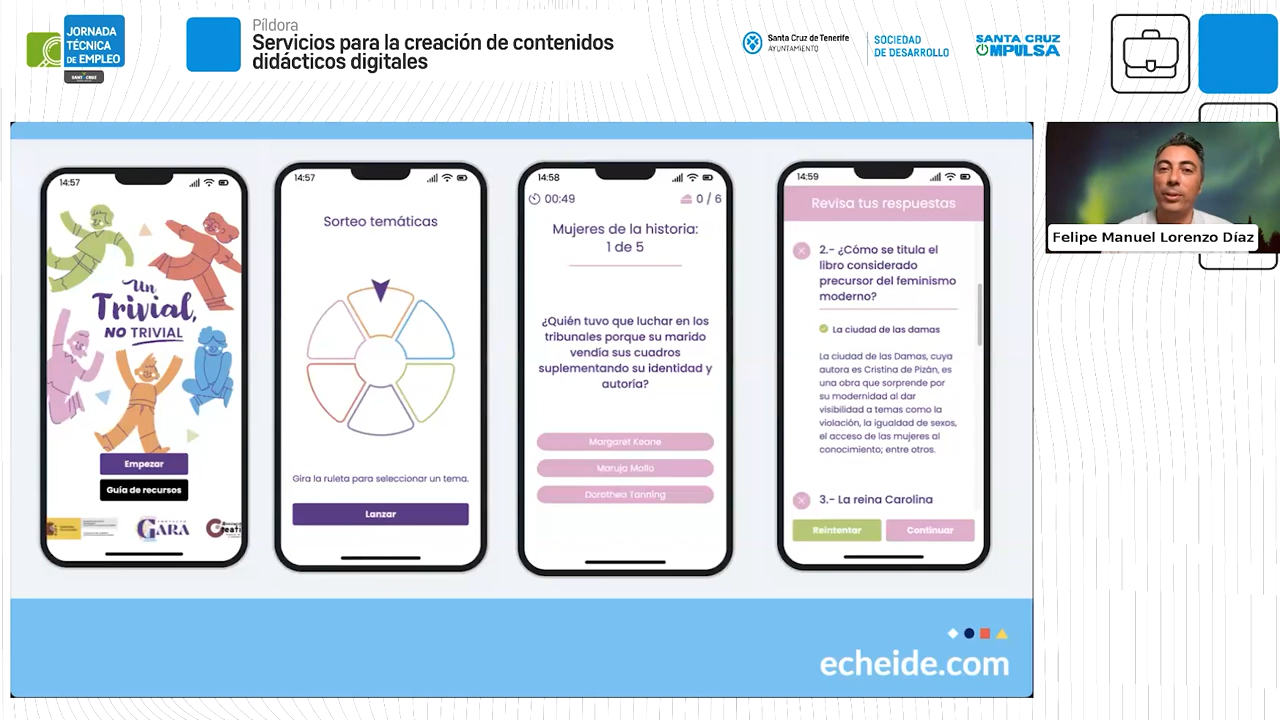 JORNADA
TÉCNICA
DE EMPLEO
Píldora
Servicios para la creación de contenidos
didácticos digitales
Santa Cruz de Tenerife
AYUNTAMIENTO
SOCIEDAD
DE DESARROLLO
SANTA CRUZ
IMPULSA
14:57
Un
Trivial,
NO TRIVIAL
Empezar
Guía de recursos
GARA
14:57
Sorteo temáticas
Gira la ruleta para seleccionar un tema.
Lanzar
14:58
00:49
0 / 6
Mujeres de la historia:
1 de 5
¿Quién tuvo que luchar en los
tribunales porque su marido
vendía sus cuadros
suplementando su identidad y
autoría?
Margaret Keane
Maruja Mallo
Dorothea Tanning
14:59
Revisa tus respuestas
2.- ¿Cómo se titula el
libro considerado
precursor del feminismo
moderno?
La ciudad de las damas
La ciudad de las Damas, cuya
autora es Cristina de Pizán, es
una obra que sorprende por
su modernidad al dar
visibilidad a temas como la
violación, la igualdad de sexos,
el acceso de las mujeres al
conocimiento; entre otros.
3.- La reina Carolina
Reintentar
Continuar
echeide.com
Felipe Manuel Lorenzo Díaz